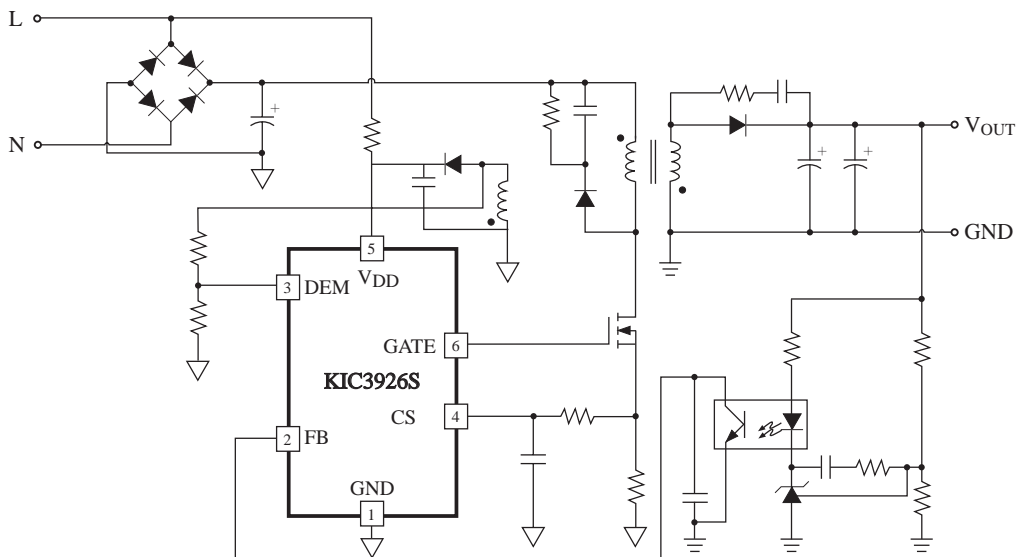 L
N
+
+
+
VOUT
GND
5
VDD
3 DEM
GATE 6
KIC3926S
CS 4
2 FB
GND
1